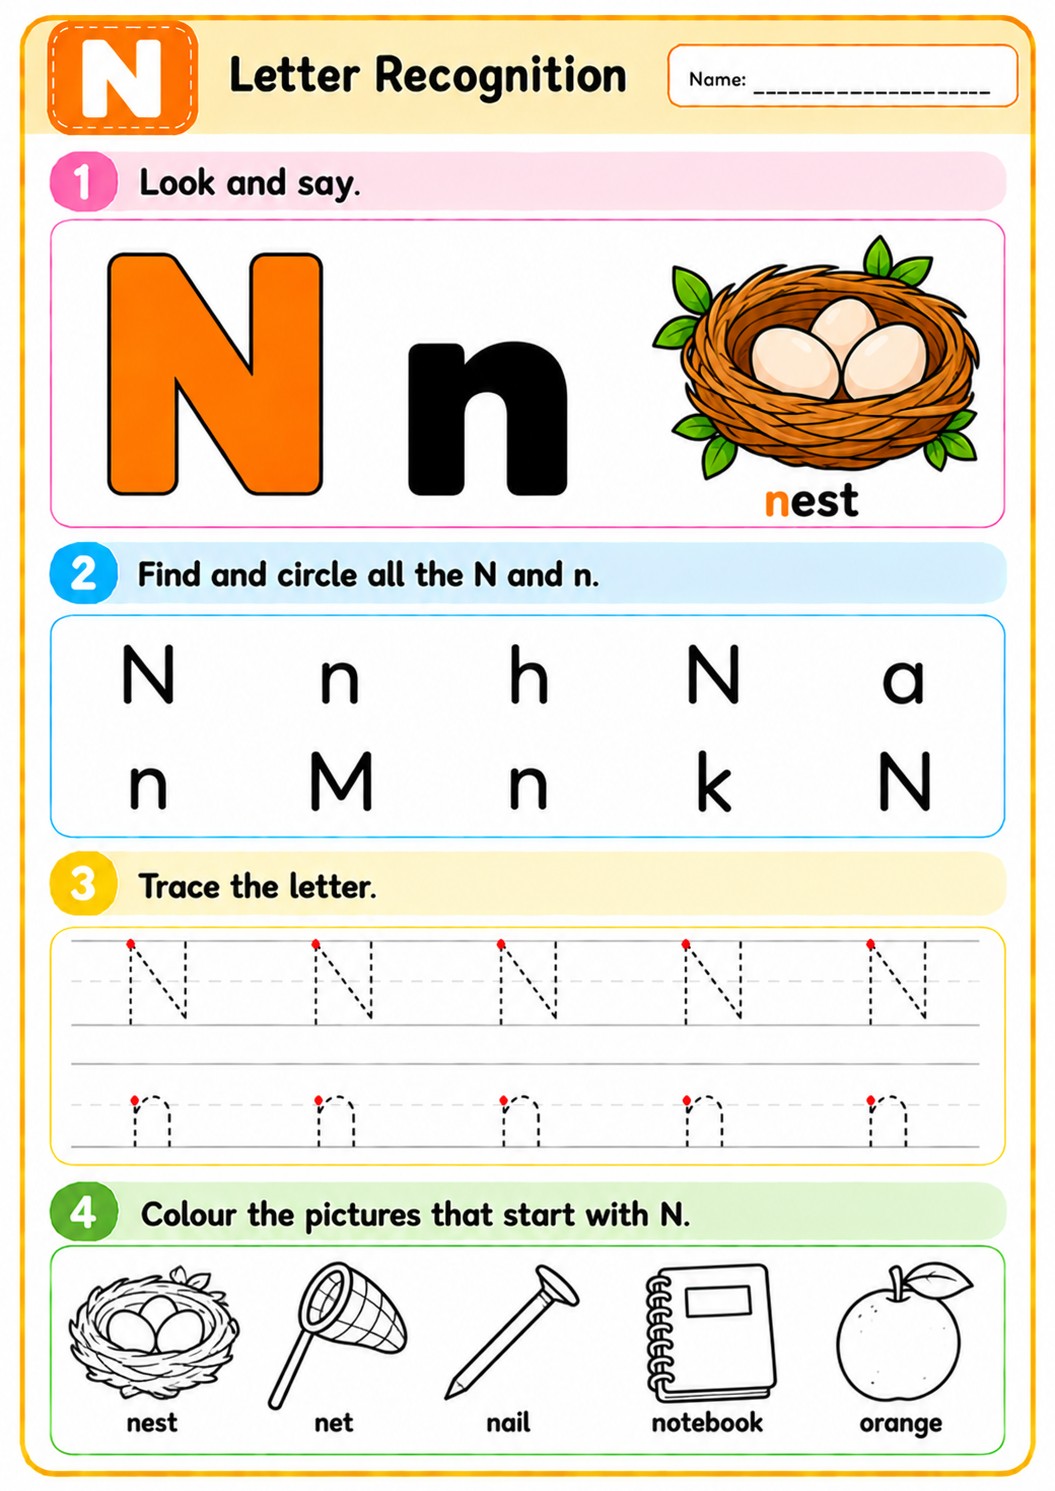 N
Letter Recognition
Name: ____________________
1 Look and say.
N n
nest
2 Find and circle all the N and n.
N n h N a
n M n k N
3 Trace the letter.
N N N N N
n n n n n
4 Colour the pictures that start with N.
nest net nail notebook orange